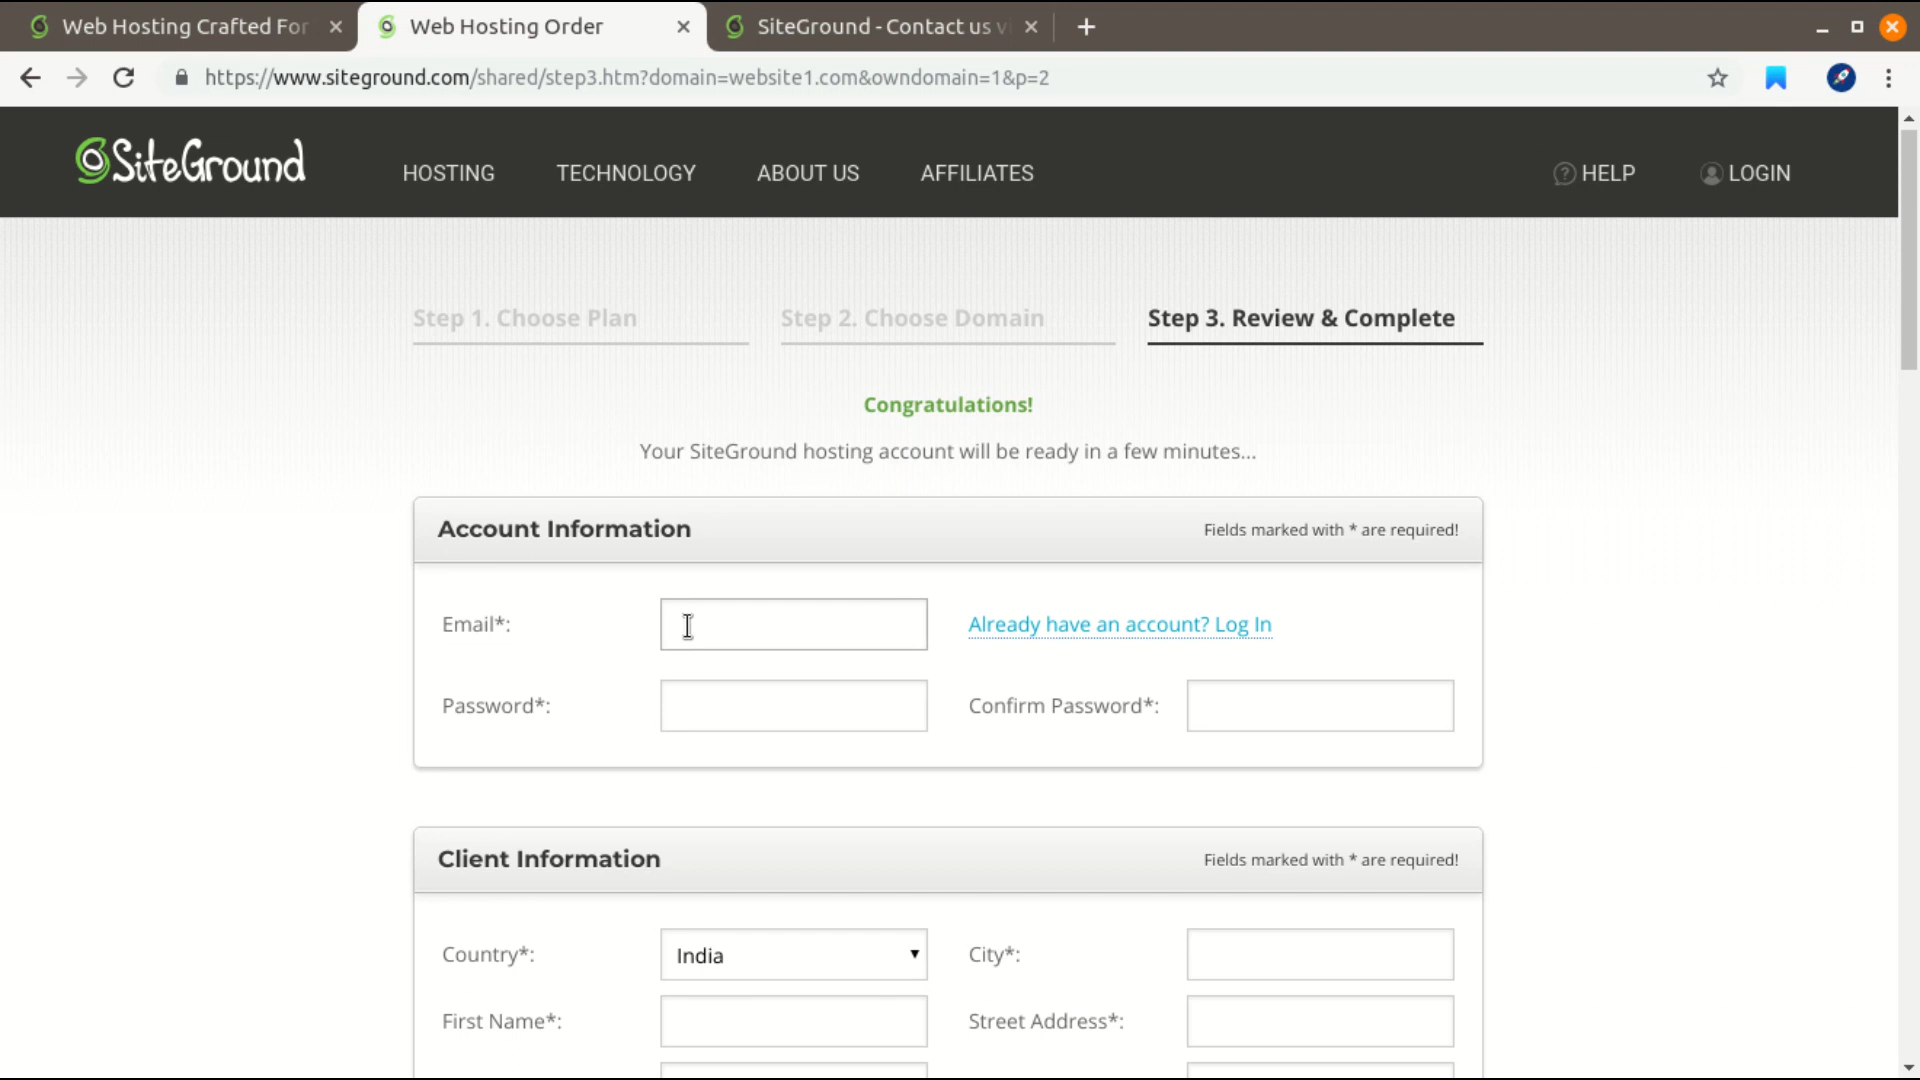 Web Hosting Crafted For
Web Hosting Order
SiteGround - Contact us vi
https://www.siteground.com/shared/step3.htm?domain=website1.com&owndomain=1&p=2
SiteGround
HOSTING
TECHNOLOGY
ABOUT US
AFFILIATES
HELP
LOGIN
Step 1. Choose Plan
Step 2. Choose Domain
Step 3. Review & Complete
Congratulations!
Your SiteGround hosting account will be ready in a few minutes...
Account Information
Fields marked with * are required!
Email*:
Already have an account? Log In
Password*:
Confirm Password*:
Client Information
Fields marked with * are required!
Country*:
India
City*:
First Name*:
Street Address*: